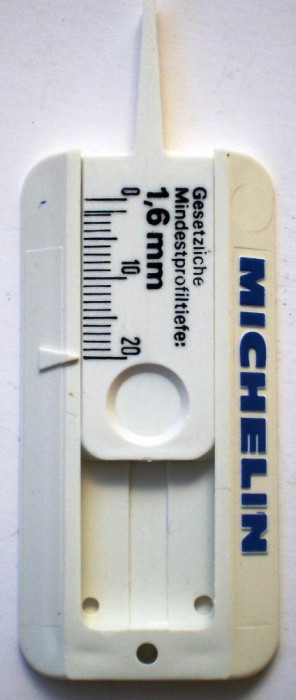 Gesetzliche
Mindestprofiltiefe:
1,6 mm
0 10 20
MICHELIN